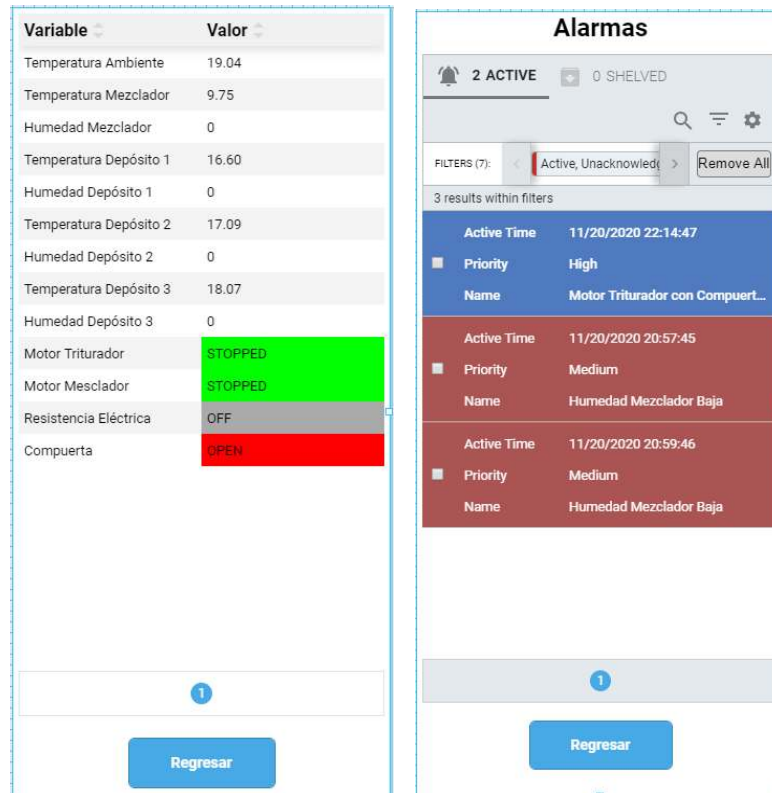 Variable Valor
Temperatura Ambiente 19.04
Temperatura Mezclador 9.75
Humedad Mezclador 0
Temperatura Depósito 1 16.60
Humedad Depósito 1 0
Temperatura Depósito 2 17.09
Humedad Depósito 2 0
Temperatura Depósito 3 18.07
Humedad Depósito 3 0
Motor Triturador STOPPED
Motor Mesclador STOPPED
Resistencia Eléctrica OFF
Compuerta OPEN
1
Regresar
Alarmas
2 ACTIVE 0 SHELVED
FILTERS (7): < Active, Unacknowledg > Remove All
3 results within filters
Active Time 11/20/2020 22:14:47
Priority High
Name Motor Triturador con Compuert...
Active Time 11/20/2020 20:57:45
Priority Medium
Name Humedad Mezclador Baja
Active Time 11/20/2020 20:59:46
Priority Medium
Name Humedad Mezclador Baja
1
Regresar